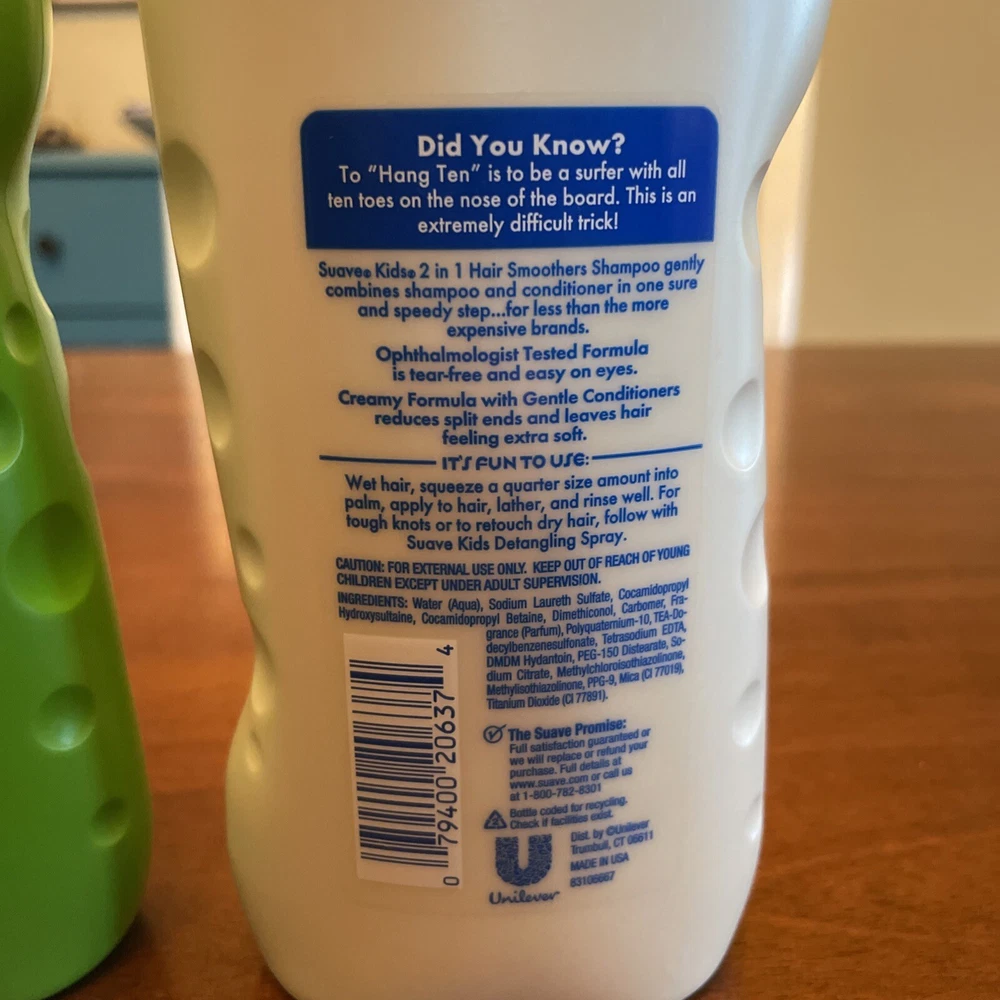 Did You Know?
To “Hang Ten” is to be a surfer with all
ten toes on the nose of the board. This is an
extremely difficult trick!
Suave® Kids® 2 in 1 Hair Smoothers Shampoo gently
combines shampoo and conditioner in one sure
and speedy step...for less than the more
expensive brands.
Ophthalmologist Tested Formula
is tear-free and easy on eyes.
Creamy Formula with Gentle Conditioners
reduces split ends and leaves hair
feeling extra soft.
IT'S FUN TO USE:
Wet hair, squeeze a quarter size amount into
palm, apply to hair, lather, and rinse well. For
tough knots or to retouch dry hair, follow with
Suave Kids Detangling Spray.
CAUTION: FOR EXTERNAL USE ONLY. KEEP OUT OF REACH OF YOUNG
CHILDREN EXCEPT UNDER ADULT SUPERVISION.
INGREDIENTS: Water (Aqua), Sodium Laureth Sulfate, Cocamidopropyl
Hydroxysultaine, Cocamidopropyl Betaine, Dimethiconol, Carbomer, Fra-
grance (Parfum), Polyquaternium-10, TEA-Do-
decylbenzenesulfonate, Tetrasodium EDTA,
DMDM Hydantoin, PEG-150 Distearate, So-
dium Citrate, Methylchloroisothiazolinone,
Methylisothiazolinone, PPG-9, Mica (CI 77019),
Titanium Dioxide (CI 77891).
0 79400 20637 4
The Suave Promise:
Full satisfaction guaranteed or
we will replace or refund your
purchase. Full details at
www.suave.com or call us
at 1-800-782-8301
2 Bottle coded for recycling.
Check if facilities exist.
Unilever
Dist. by ©Unilever
Trumbull, CT 06611
MADE IN USA
83106667